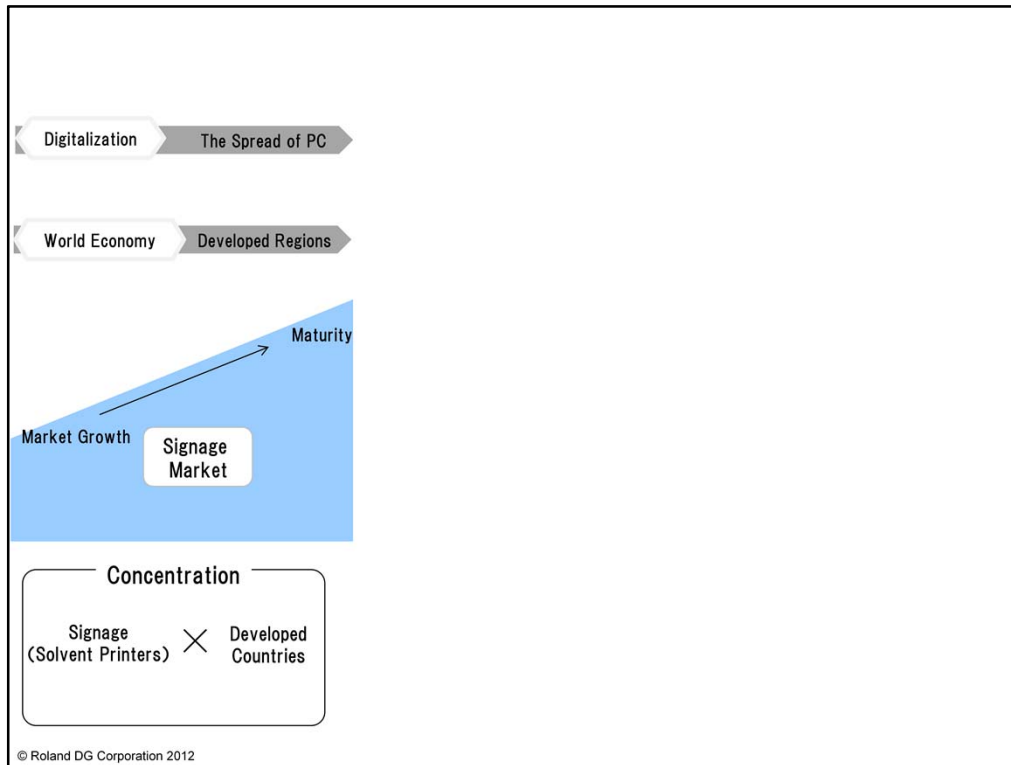 Digitalization
The Spread of PC
World Economy
Developed Regions
Maturity
Market Growth
Signage
Market
Concentration
Signage
(Solvent Printers)
×
Developed
Countries
© Roland DG Corporation 2012